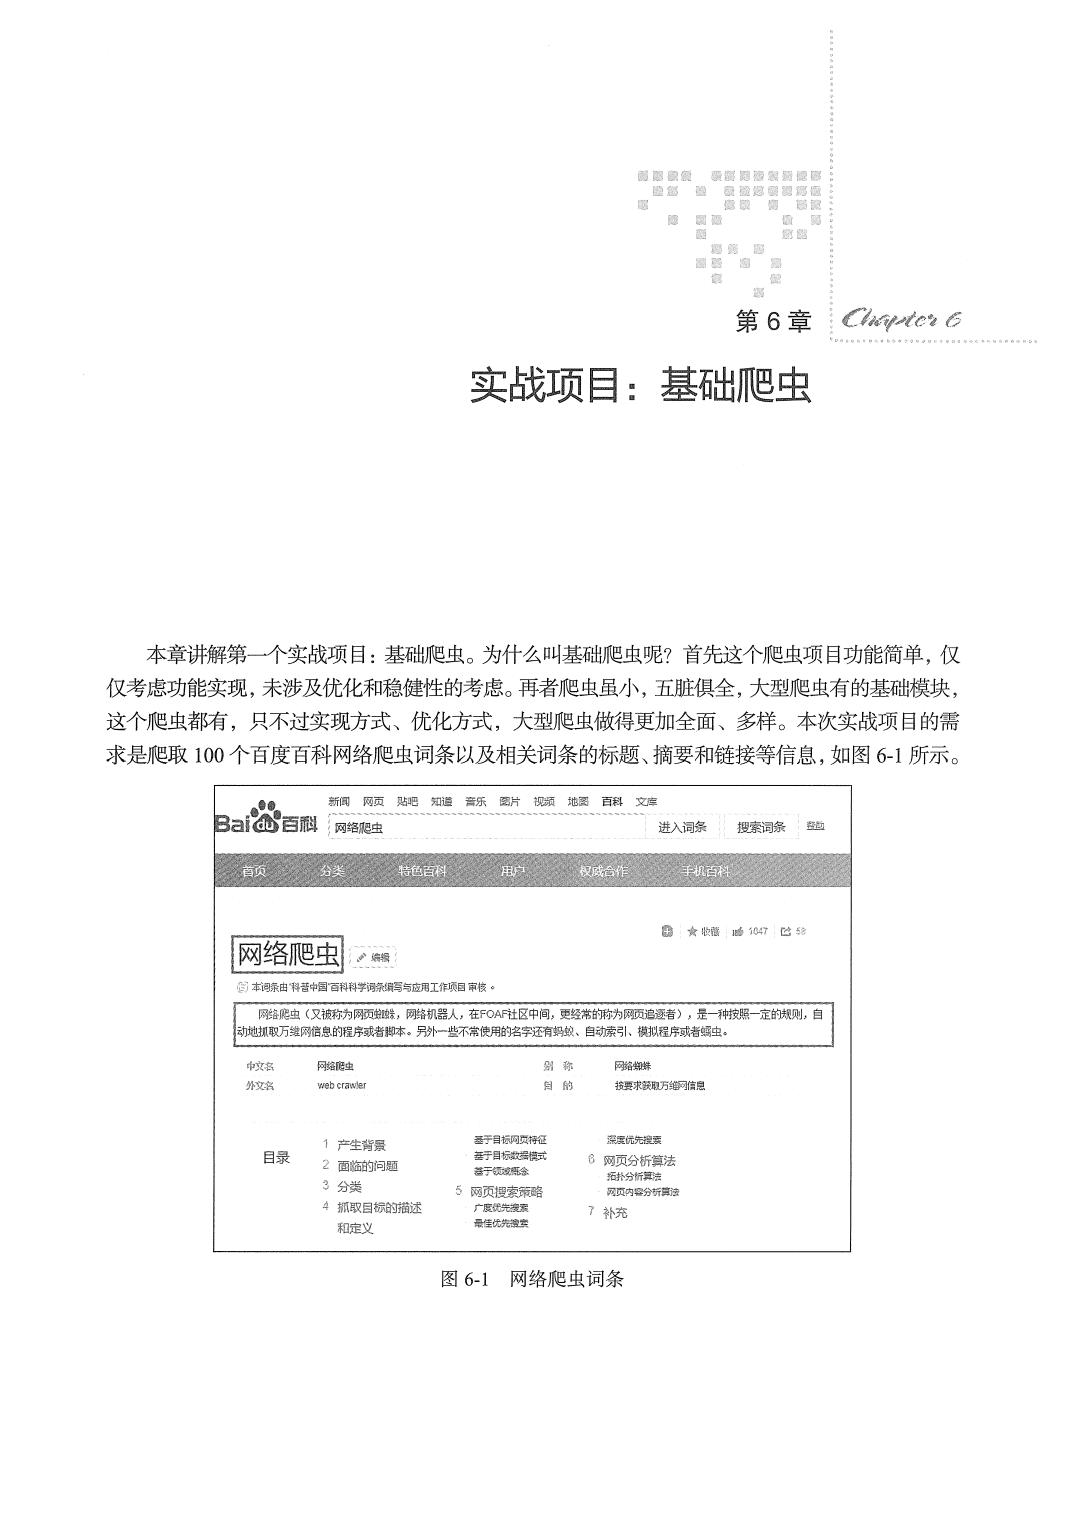 第 6 章
Chapter 6
实战项目：基础爬虫
本章讲解第一个实战项目：基础爬虫。为什么叫基础爬虫呢？首先这个爬虫项目功能简单，仅
仅考虑功能实现，未涉及优化和稳健性的考虑。再者爬虫虽小，五脏俱全，大型爬虫有的基础模块，
这个爬虫都有，只不过实现方式、优化方式，大型爬虫做得更加全面、多样。本次实战项目的需
求是爬取 100 个百度百科网络爬虫词条以及相关词条的标题、摘要和链接等信息，如图 6-1 所示。
新闻 网页 贴吧 知道 音乐 图片 视频 地图 百科 文库
Baidu百科 网络爬虫 进入词条 搜索词条 帮助
首页 分类 特色百科 用户 权威合作 手机百科
收藏 1047 58
网络爬虫 编辑
本词条由“科普中国”百科科学词条编写与应用工作项目 审核 。
网络爬虫（又被称为网页蜘蛛，网络机器人，在FOAF社区中间，更经常的称为网页追逐者），是一种按照一定的规则，自
动地抓取万维网信息的程序或者脚本。另外一些不常使用的名字还有蚂蚁、自动索引、模拟程序或者蠕虫。
中文名 网络爬虫 别 称 网络蜘蛛
外文名 web crawler 目 的 按要求获取万维网信息
目录
1 产生背景
2 面临的问题
3 分类
4 抓取目标的描述
和定义
基于目标网页特征
基于目标数据模式
基于领域概念
5 网页搜索策略
广度优先搜索
最佳优先搜索
深度优先搜索
6 网页分析算法
拓扑分析算法
网页内容分析算法
7 补充
图 6-1 网络爬虫词条